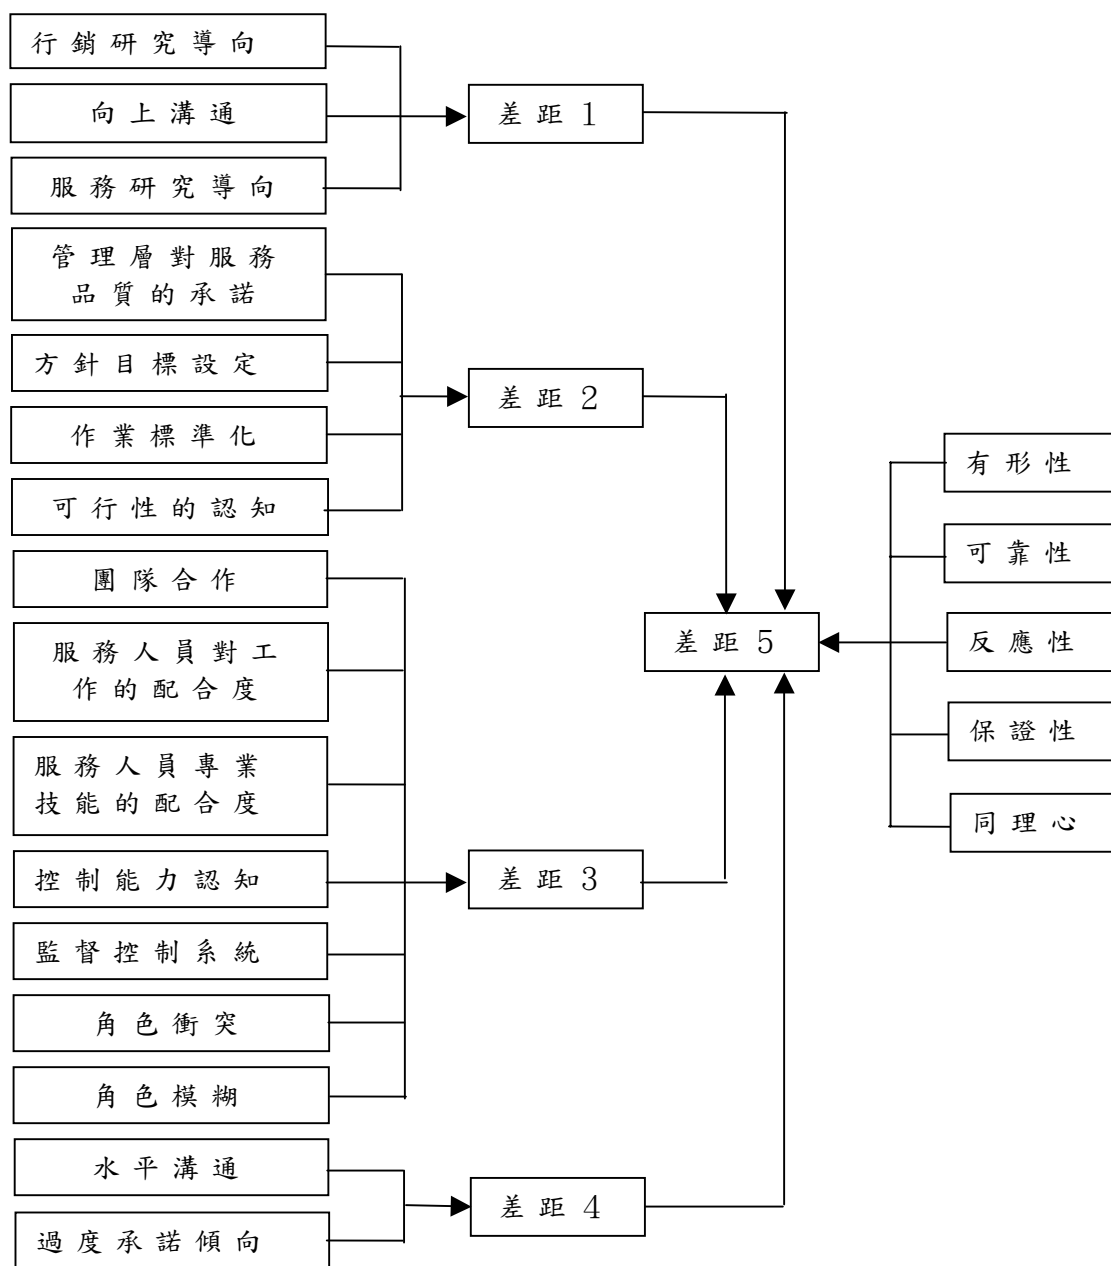 行銷研究導向
向上溝通
服務研究導向
管理層對服務
品質的承諾
方針目標設定
作業標準化
可行性的認知
團隊合作
服務人員對工
作的配合度
服務人員專業
技能的配合度
控制能力認知
監督控制系統
角色衝突
角色模糊
水平溝通
過度承諾傾向
差距1
差距2
差距3
差距4
差距5
有形性
可靠性
反應性
保證性
同理心